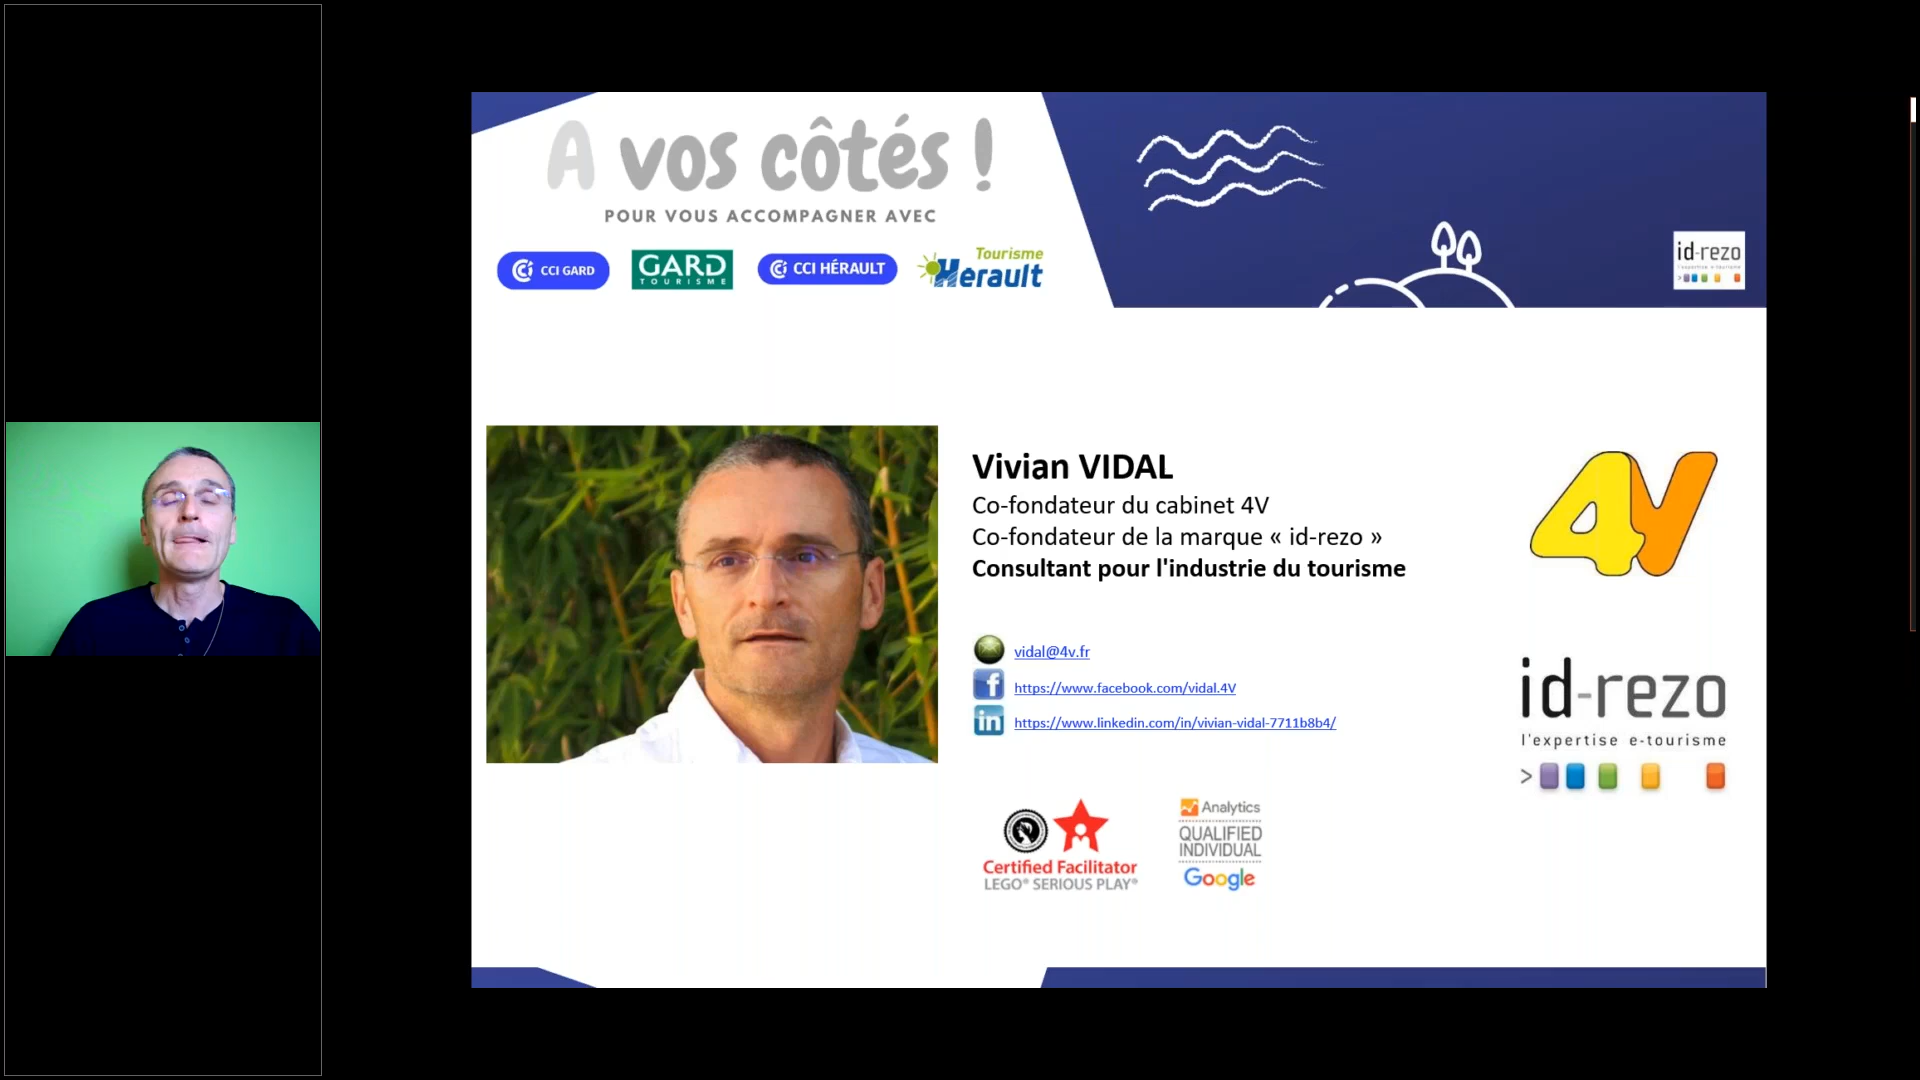 A vos côtés !
POUR VOUS ACCOMPAGNER AVEC
CCI GARD
GARD
TOURISME
CCI HÉRAULT
Tourisme
Herault
id-rezo
l'expertise e-tourisme
>
Vivian VIDAL
Co-fondateur du cabinet 4V
Co-fondateur de la marque « id-rezo »
Consultant pour l'industrie du tourisme
vidal@4v.fr
https://www.facebook.com/vidal.4V
https://www.linkedin.com/in/vivian-vidal-7711b8b4/
4V
id-rezo
l'expertise e-tourisme
>
Certified Facilitator
LEGO® SERIOUS PLAY®
Analytics
QUALIFIED
INDIVIDUAL
Google